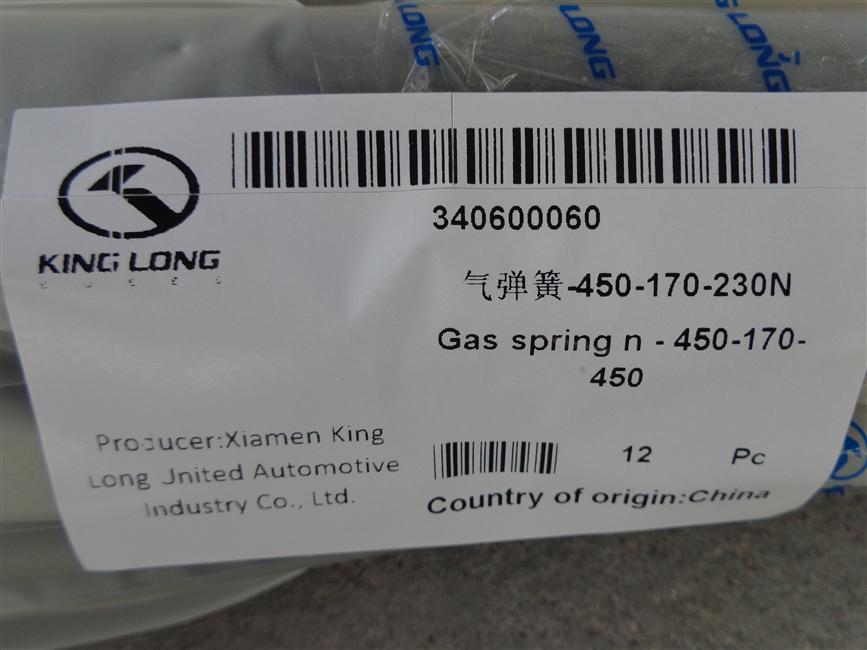 KING LONG
KING LONG
KING LONG
KING LONG
340600060
气弹簧-450-170-230N
Gas spring n - 450-170-
450
Producer:Xiamen King
Long United Automotive
Industry Co., Ltd.
12 Pc
Country of origin:China